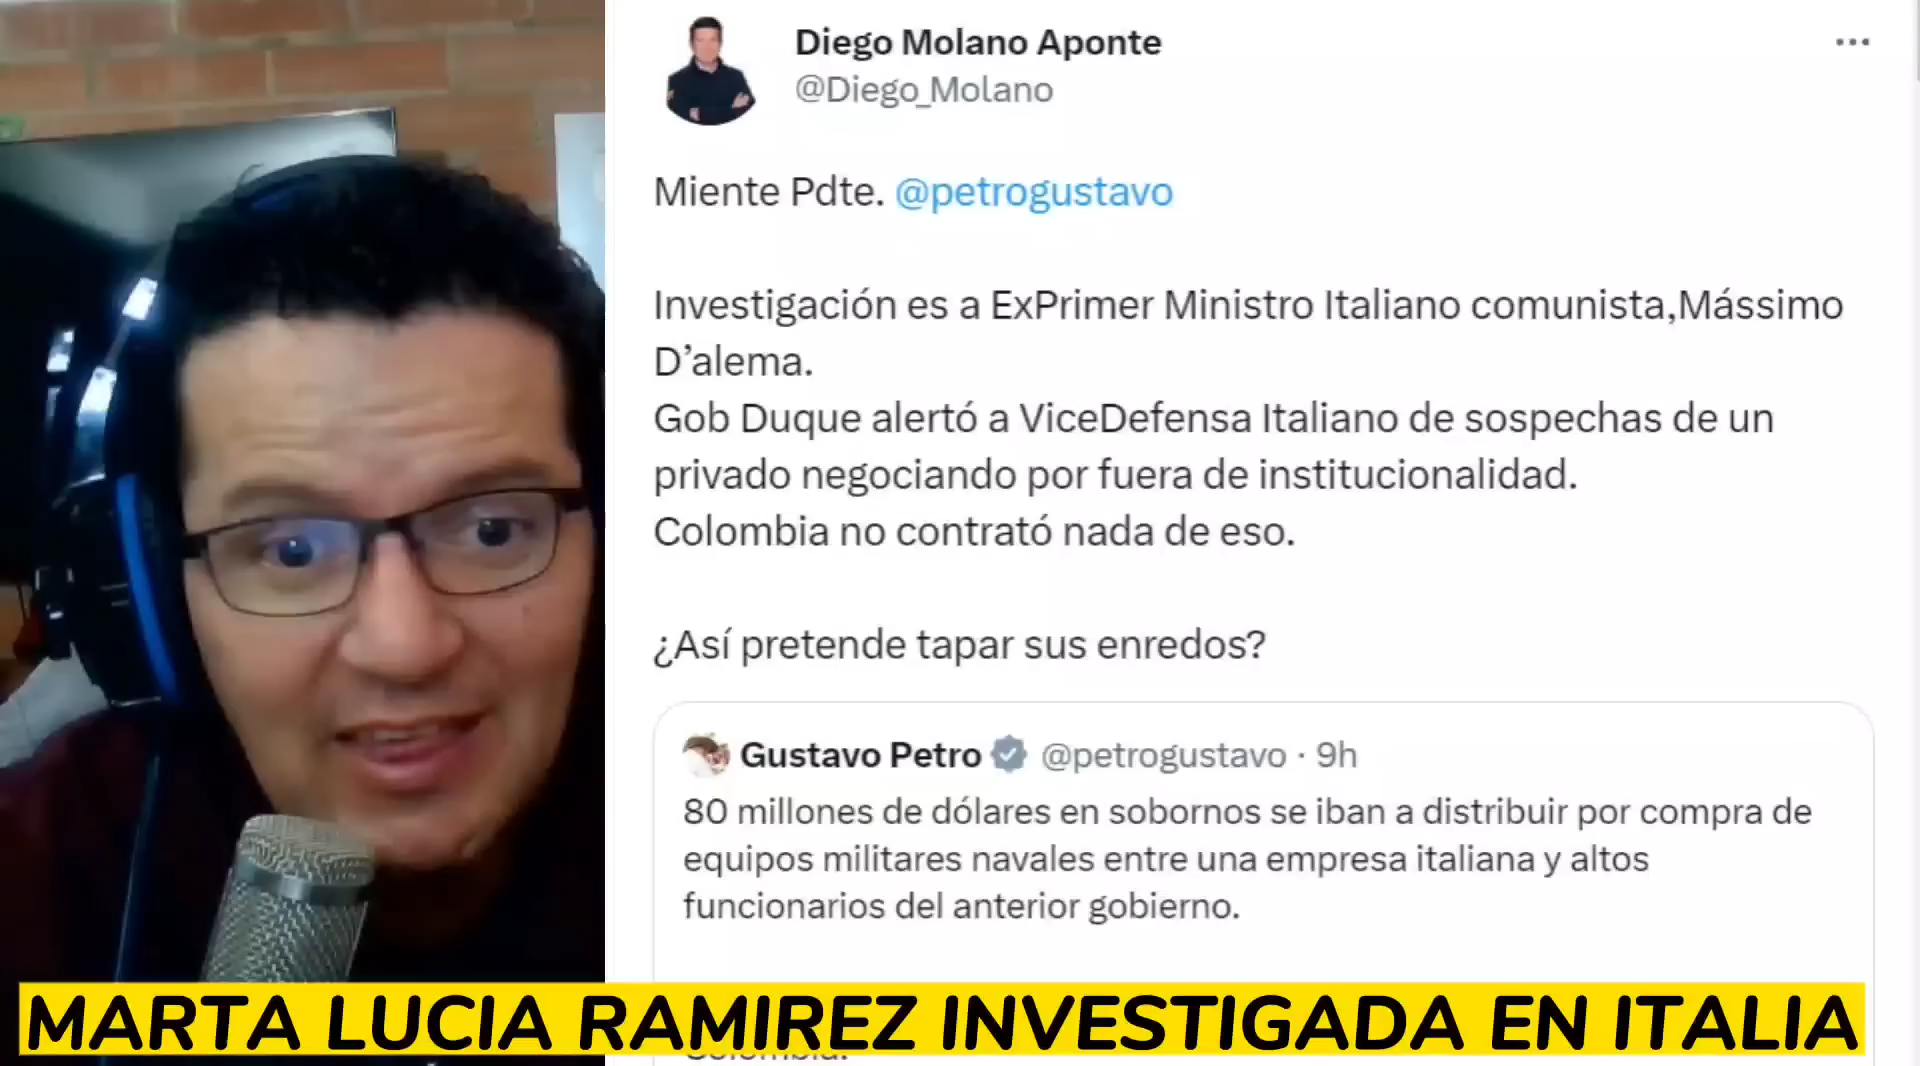 Diego Molano Aponte
@Diego_Molano
Miente Pdte. @petrogustavo
Investigación es a ExPrimer Ministro Italiano comunista,Mássimo
D’alema.
Gob Duque alertó a ViceDefensa Italiano de sospechas de un
privado negociando por fuera de institucionalidad.
Colombia no contrató nada de eso.
¿Así pretende tapar sus enredos?
Gustavo Petro @petrogustavo · 9h
80 millones de dólares en sobornos se iban a distribuir por compra de
equipos militares navales entre una empresa italiana y altos
funcionarios del anterior gobierno.
MARTA LUCIA RAMIREZ INVESTIGADA EN ITALIA